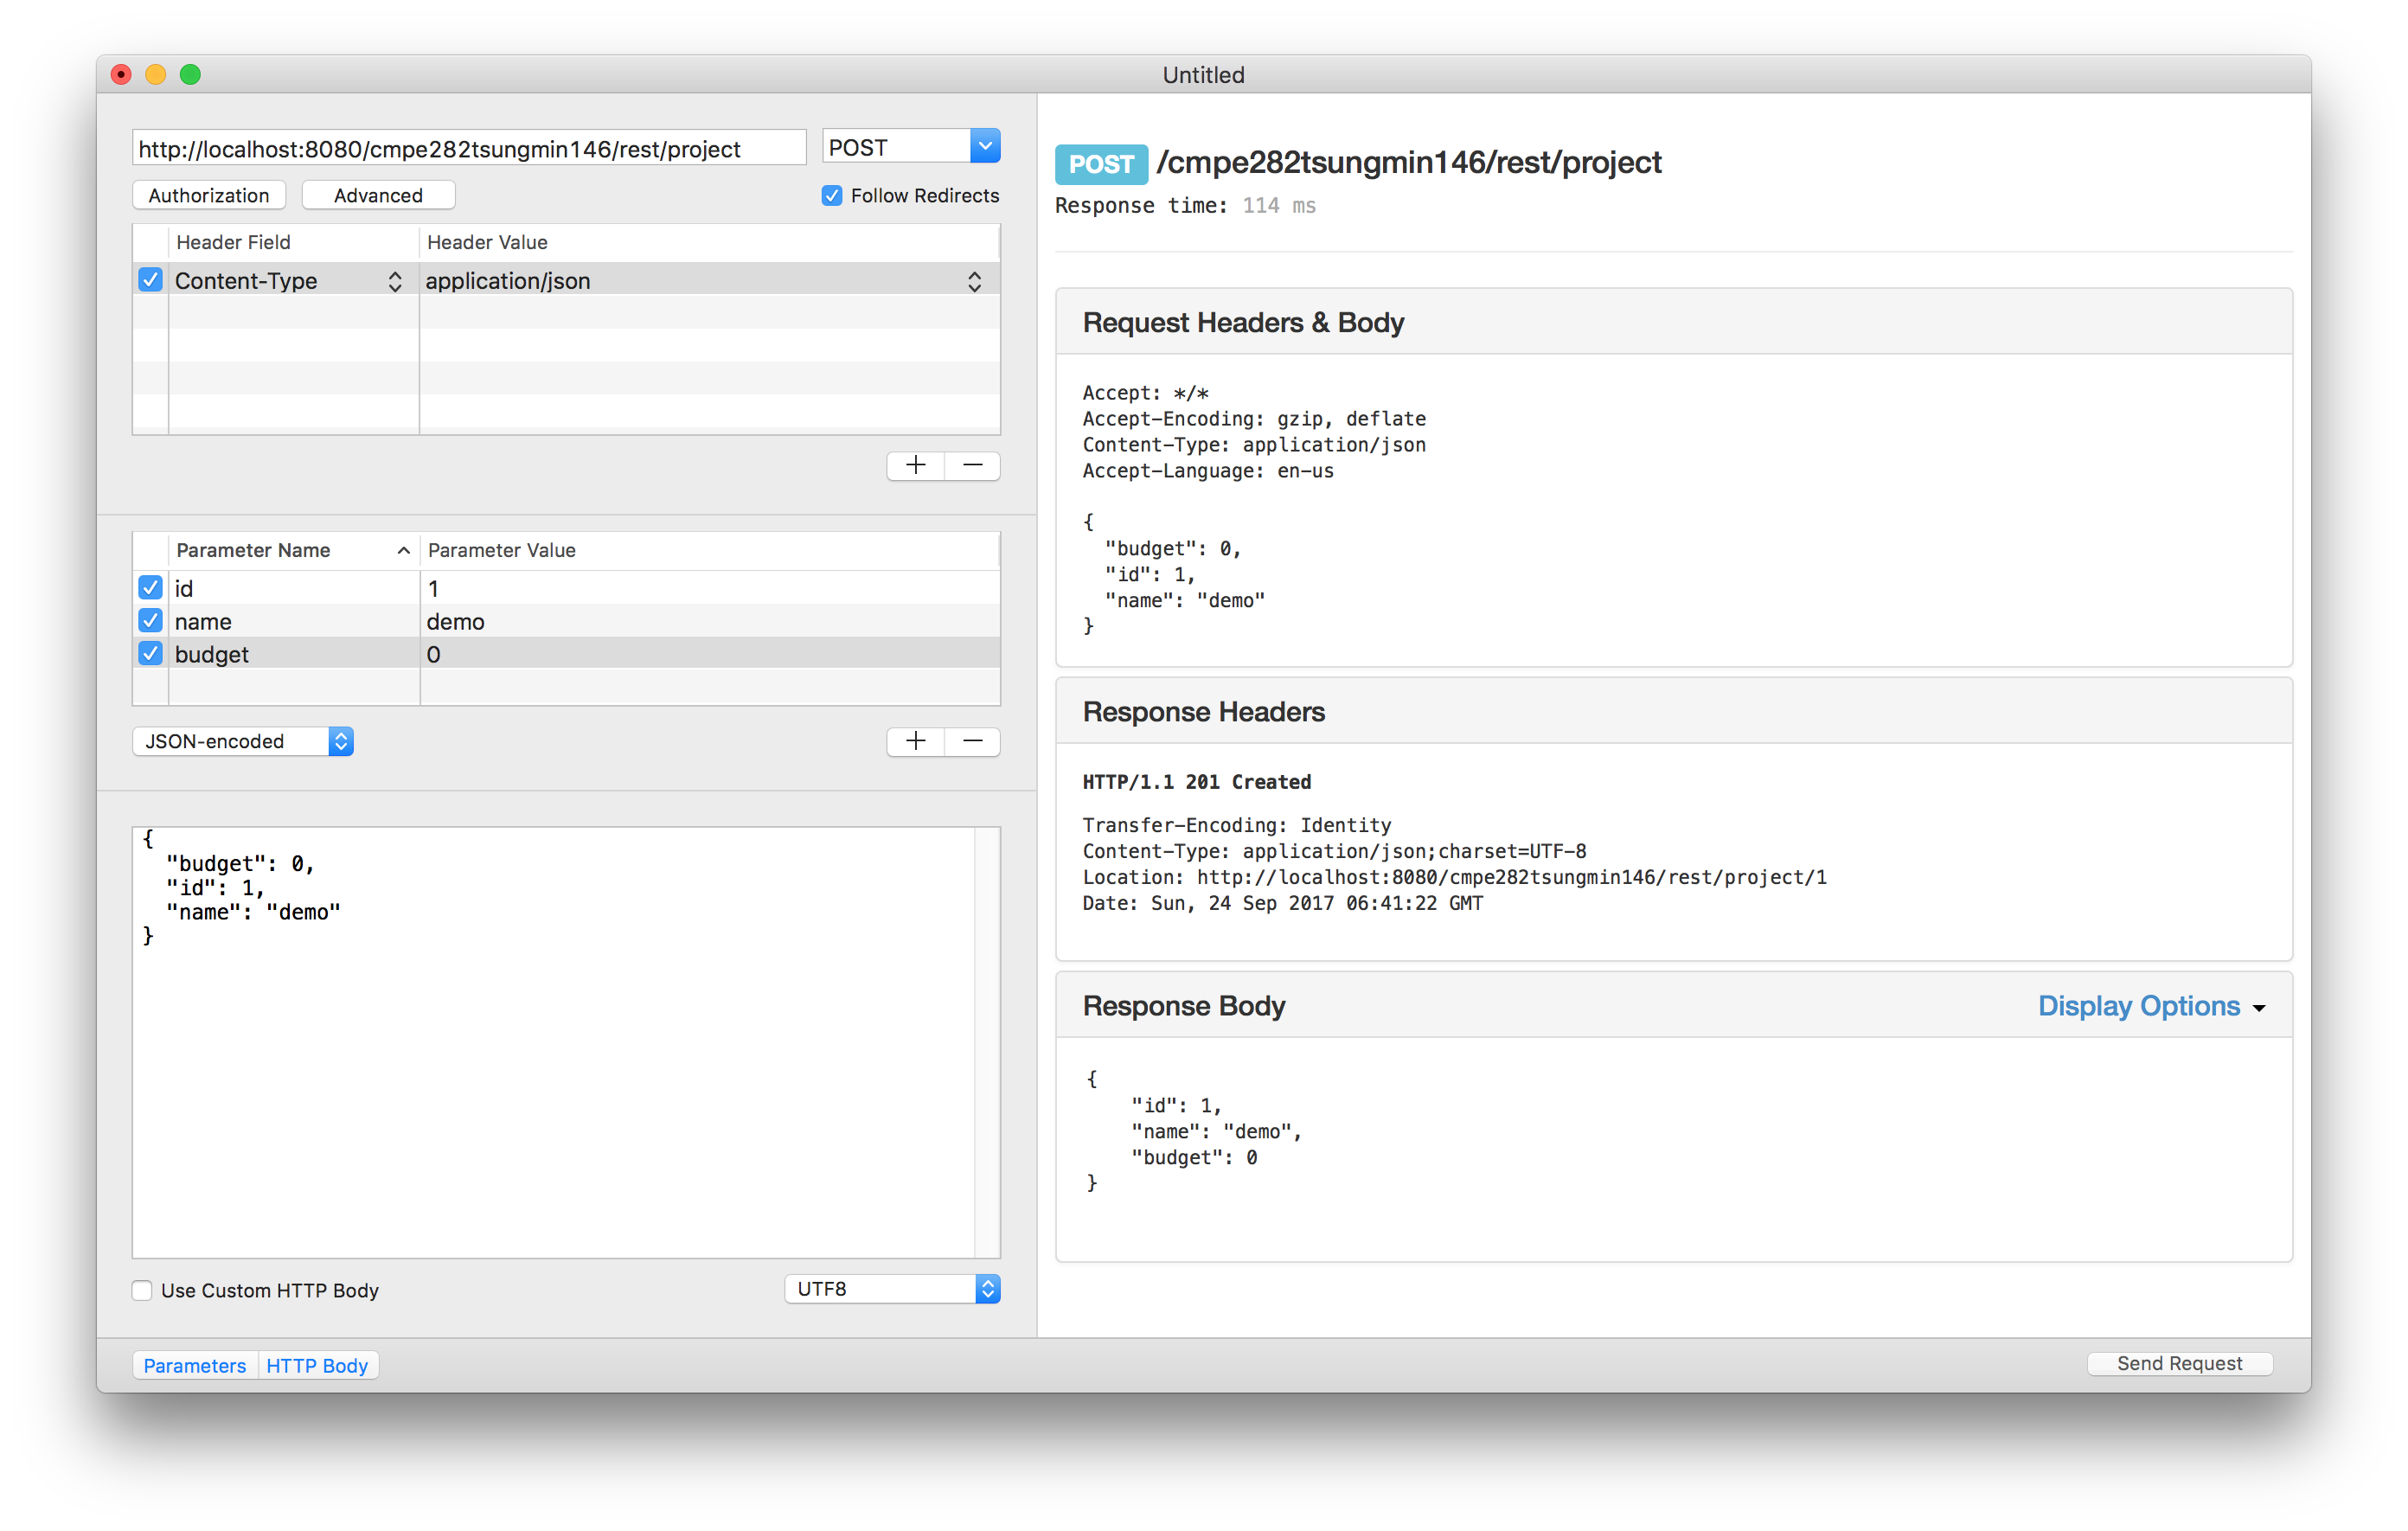 Untitled
http://localhost:8080/cmpe282tsungmin146/rest/project
POST
Authorization
Advanced
Follow Redirects
Header Field
Header Value
Content-Type
application/json
Parameter Name
Parameter Value
id
1
name
demo
budget
0
JSON-encoded
{
"budget": 0,
"id": 1,
"name": "demo"
}
Use Custom HTTP Body
UTF8
Parameters
HTTP Body
POST /cmpe282tsungmin146/rest/project
Response time: 114 ms
Request Headers & Body
Accept: */*
Accept-Encoding: gzip, deflate
Content-Type: application/json
Accept-Language: en-us
{
"budget": 0,
"id": 1,
"name": "demo"
}
Response Headers
HTTP/1.1 201 Created
Transfer-Encoding: Identity
Content-Type: application/json;charset=UTF-8
Location: http://localhost:8080/cmpe282tsungmin146/rest/project/1
Date: Sun, 24 Sep 2017 06:41:22 GMT
Response Body
Display Options
{
"id": 1,
"name": "demo",
"budget": 0
}
Send Request